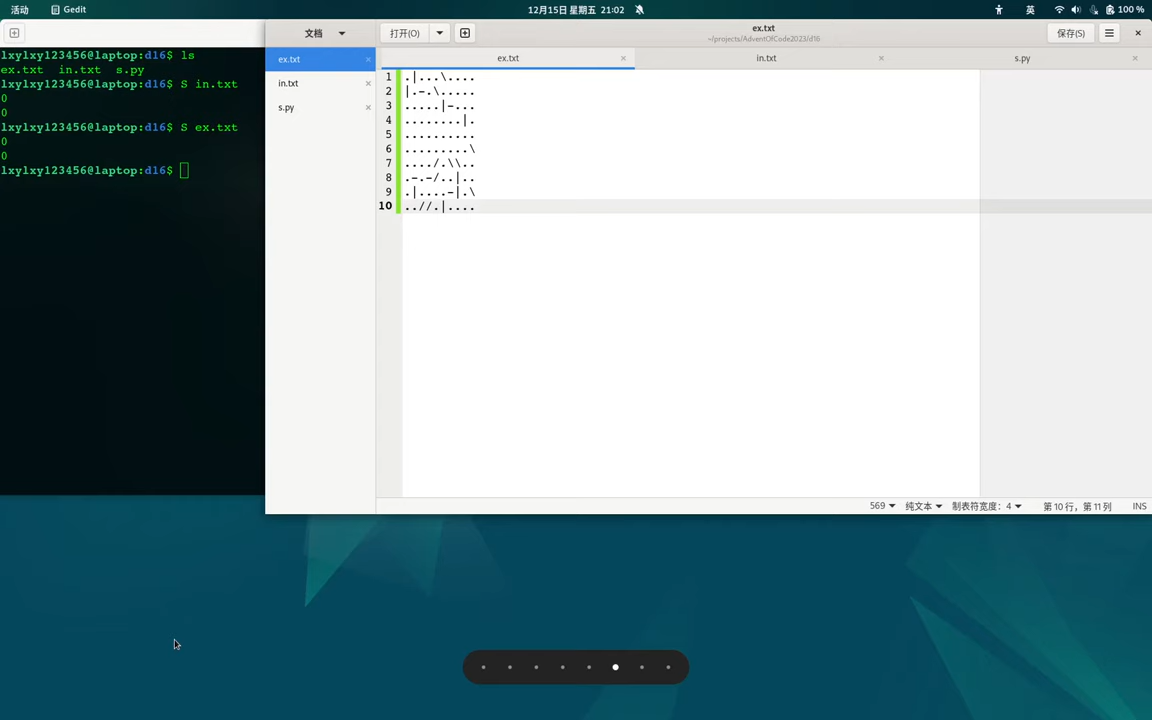 活动 Gedit 12月15日 星期五 21:02 英 100 %
文档 打开(O) ex.txt 保存(S)
~/projects/AdventOfCode2023/d16
ex.txt
in.txt
s.py
ex.txt in.txt s.py
lxylxy123456@laptop:d16$ ls
ex.txt in.txt s.py
lxylxy123456@laptop:d16$ S in.txt
0
0
lxylxy123456@laptop:d16$ S ex.txt
0
0
lxylxy123456@laptop:d16$
1 .|...\....
2 |.-.\.....
3 .....|-...
4 ........|.
5 ..........
6 .........\
7 ..../.\\..
8 .-.-/..|..
9 .|....-|.\
10 ..//.|....
569 纯文本 制表符宽度：4 第 10 行，第 11 列 INS